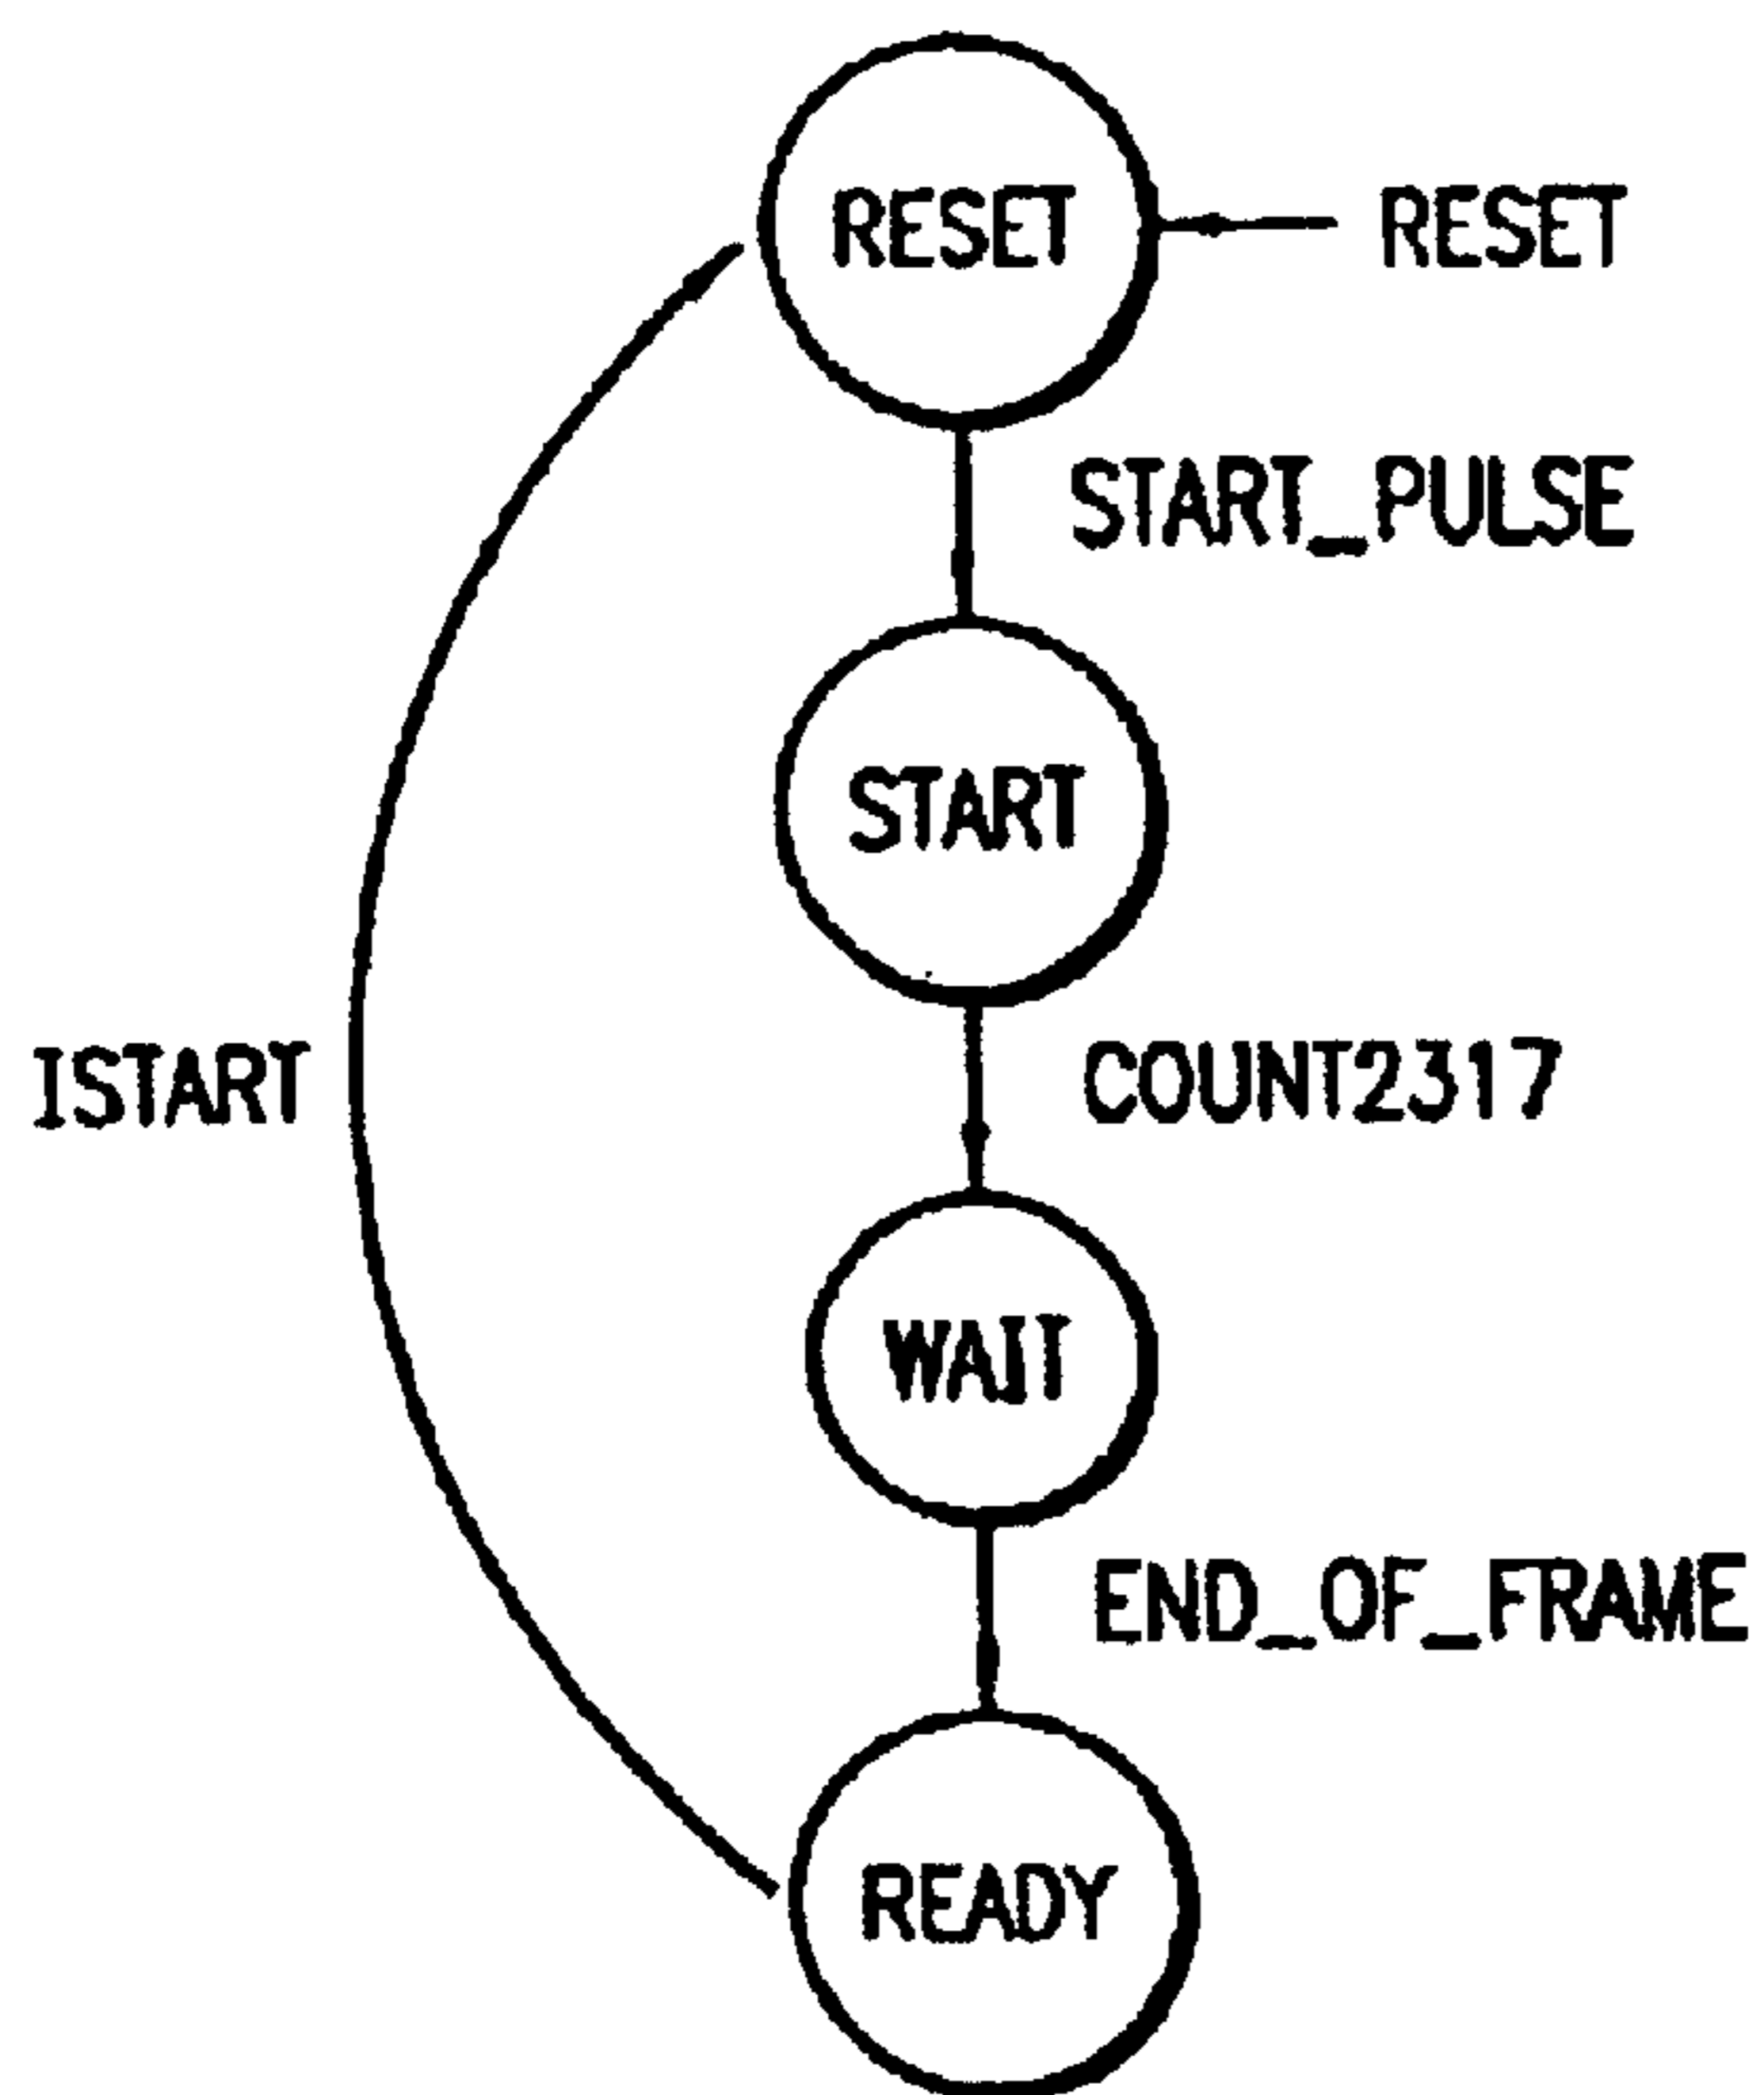 RESET
RESET
START_PULSE
START
ISTART
COUNT2317
WAIT
END_OF_FRAME
READY